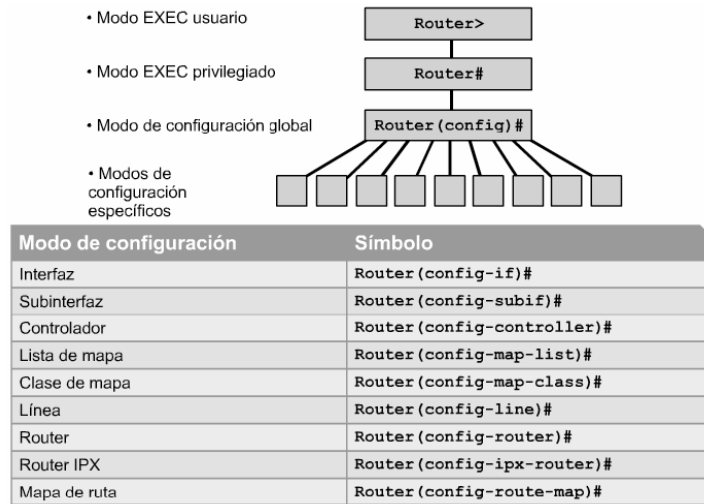 • Modo EXEC usuario
Router>
• Modo EXEC privilegiado
Router#
• Modo de configuración global
Router(config)#
• Modos de
configuración
específicos
Modo de configuración Símbolo
Interfaz Router(config-if)#
Subinterfaz Router(config-subif)#
Controlador Router(config-controller)#
Lista de mapa Router(config-map-list)#
Clase de mapa Router(config-map-class)#
Línea Router(config-line)#
Router Router(config-router)#
Router IPX Router(config-ipx-router)#
Mapa de ruta Router(config-route-map)#